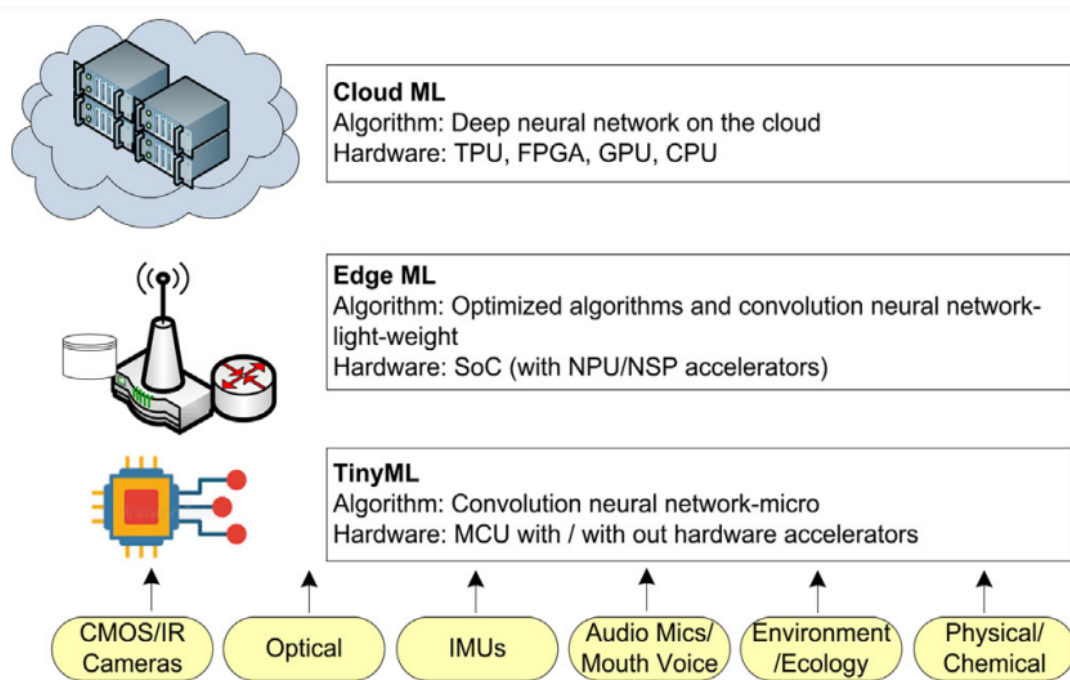 Cloud ML
Algorithm: Deep neural network on the cloud
Hardware: TPU, FPGA, GPU, CPU
Edge ML
Algorithm: Optimized algorithms and convolution neural network-
light-weight
Hardware: SoC (with NPU/NSP accelerators)
TinyML
Algorithm: Convolution neural network-micro
Hardware: MCU with / with out hardware accelerators
CMOS/IR
Cameras
Optical
IMUs
Audio Mics/
Mouth Voice
Environment
/Ecology
Physical/
Chemical